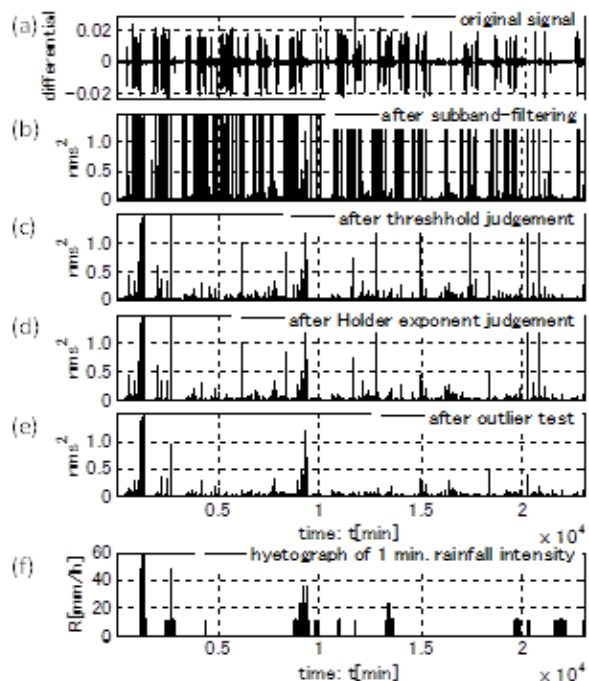 (a)
differential
0.02
0
-0.02
original signal
(b)
rms²
1.0
0.5
0
after subband-filtering
(c)
rms²
1.0
0.5
0
after threshhold judgement
(d)
rms²
1.0
0.5
0
after Holder exponent judgement
(e)
rms²
1.0
0.5
0
after outlier test
0.5 1 1.5 2
time: t[min]
x 10⁴
(f)
R[mm/h]
60
40
20
0
hyetograph of 1 min. rainfall intensity
0.5 1 1.5 2
time: t[min]
x 10⁴